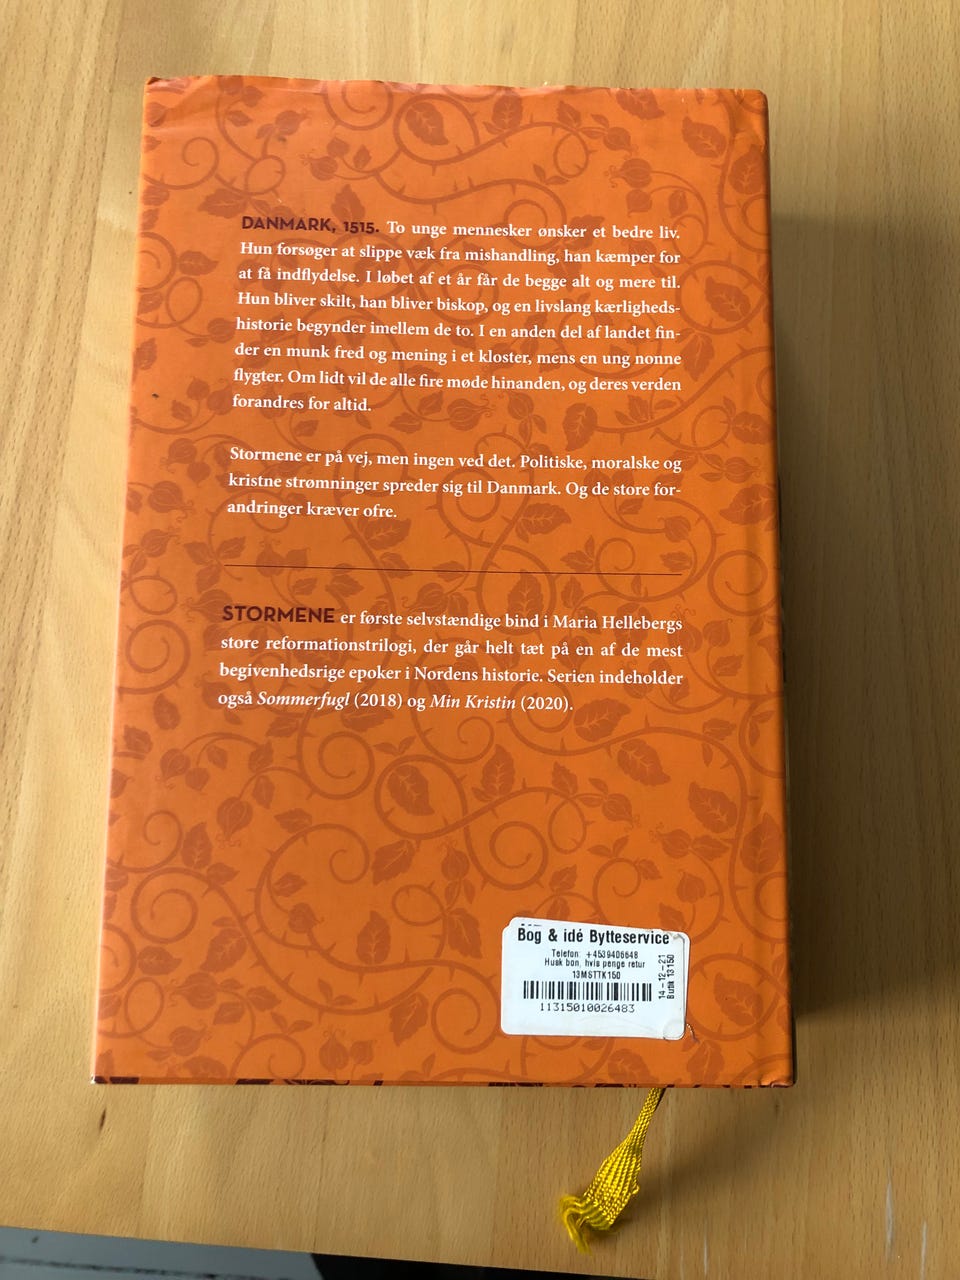 DANMARK, 1515. To unge mennesker ønsker et bedre liv.
Hun forsøger at slippe væk fra mishandling, han kæmper for
at få indflydelse. I løbet af et år får de begge alt og mere til.
Hun bliver skilt, han bliver biskop, og en livslang kærligheds-
historie begynder imellem de to. I en anden del af landet fin-
der en munk fred og mening i et kloster, mens en ung nonne
flygter. Om lidt vil de alle fire møde hinanden, og deres verden
forandres for altid.
Stormene er på vej, men ingen ved det. Politiske, moralske og
kristne strømninger spreder sig til Danmark. Og de store for-
andringer kræver ofre.
STORMENE er første selvstændige bind i Maria Hellebergs
store reformationstrilogi, der går helt tæt på en af de mest
begivenhedsrige epoker i Nordens historie. Serien indeholder
også Sommerfugl (2018) og Min Kristin (2020).
Bog & idé Bytteservice
Telefon: +4539406648
Husk bon, hvis penge retur
13MSTTK150
11315010026483
14-12-21
Butik 13150